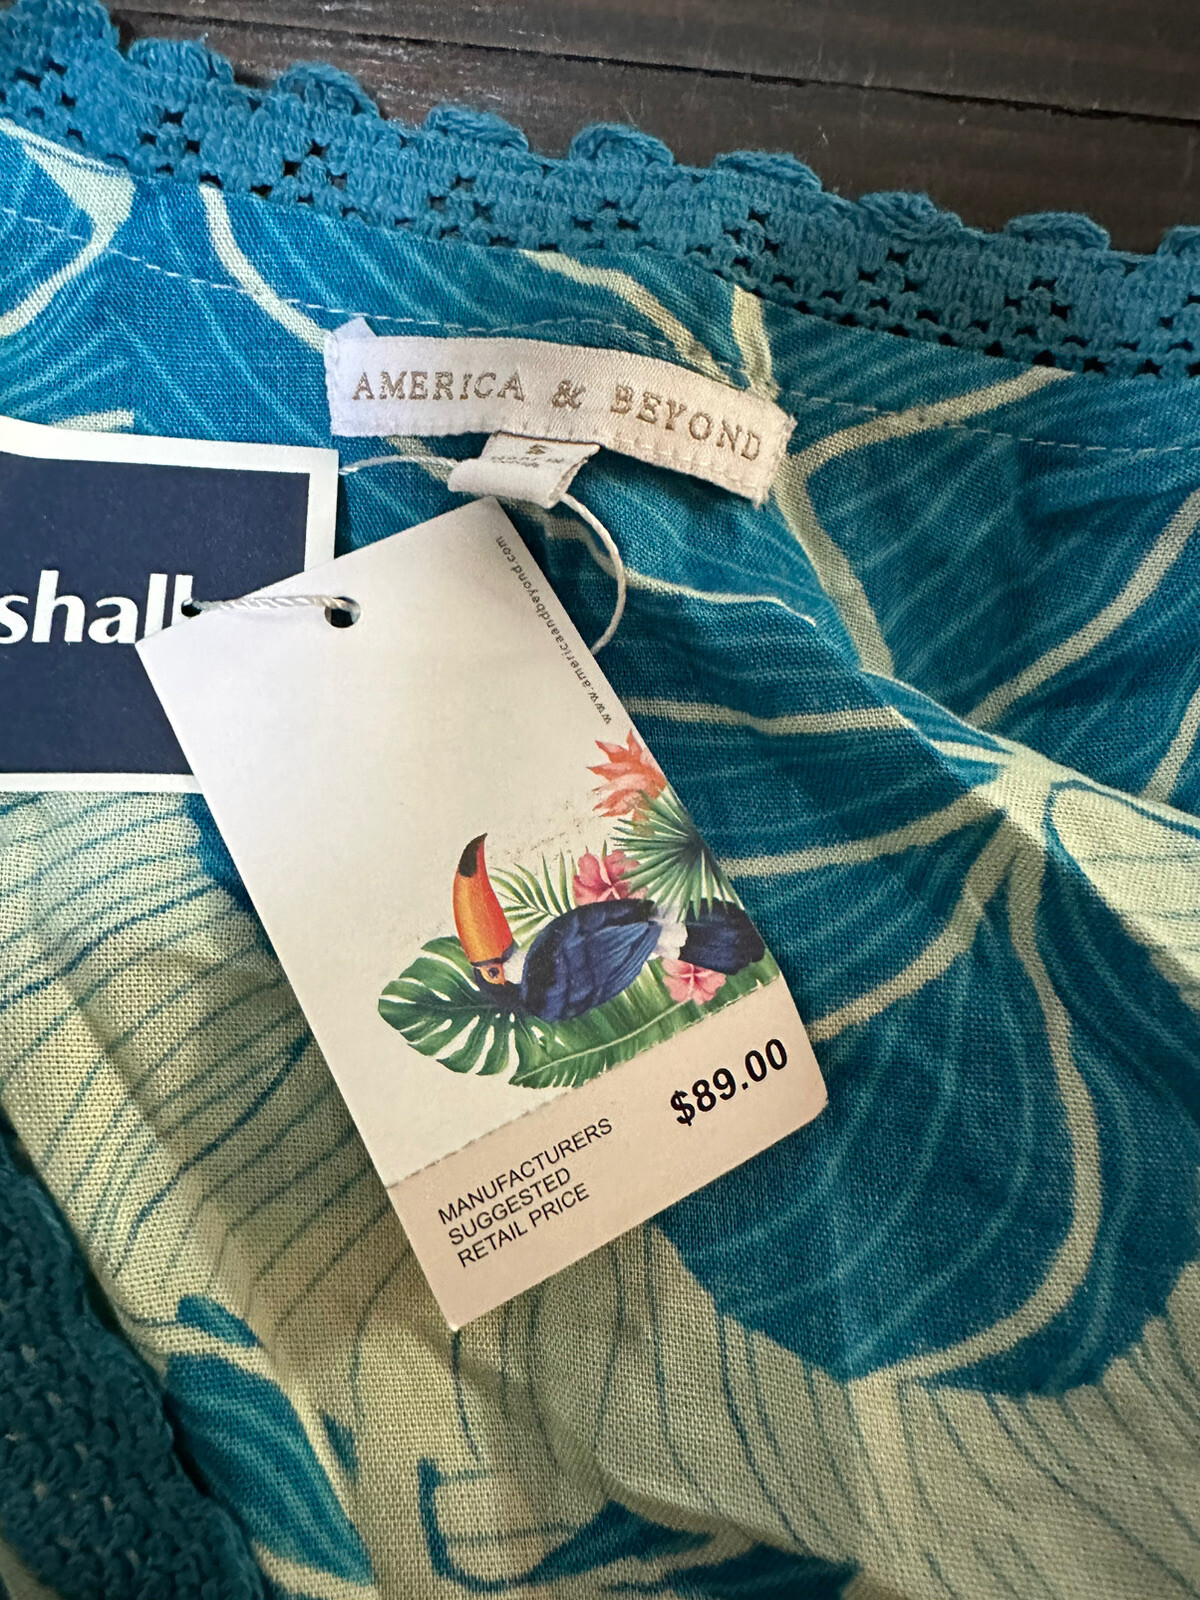 AMERICA & BEYOND
S
shall
www.americaandbeyond.com
$89.00
MANUFACTURERS
SUGGESTED
RETAIL PRICE